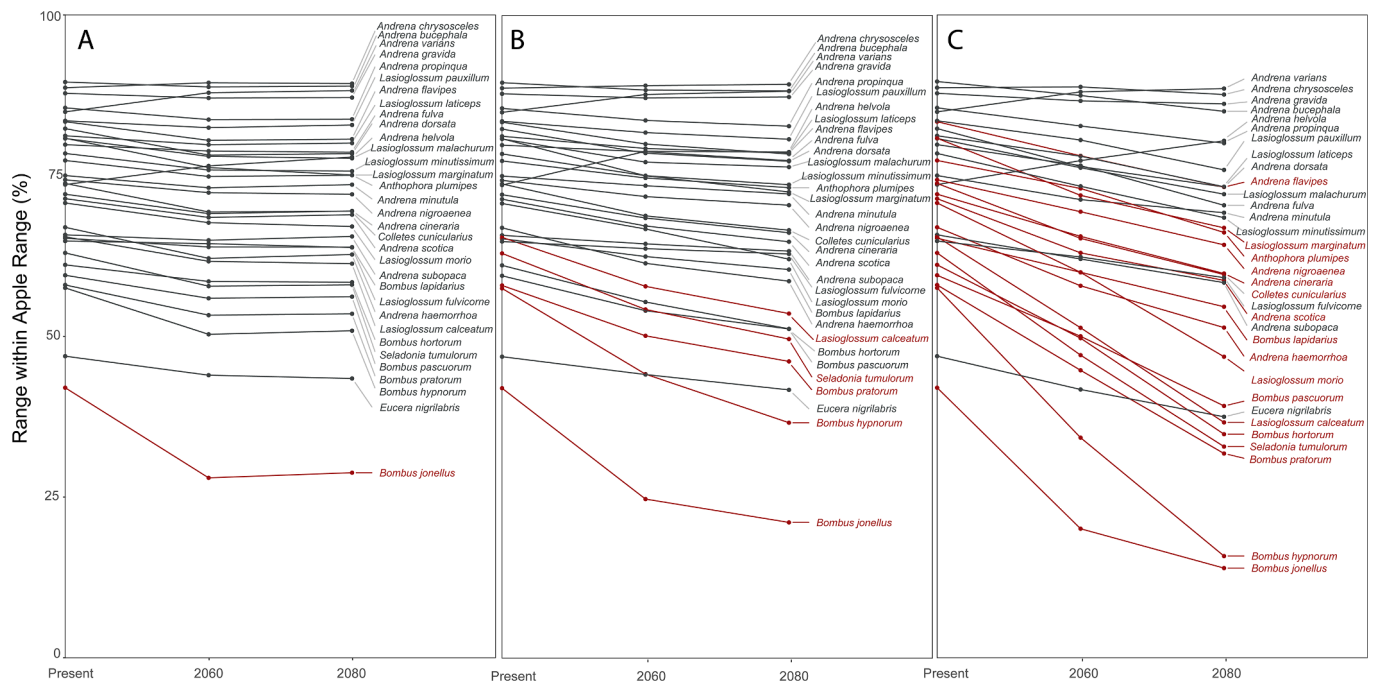 Range within Apple Range (%)
100
75
50
25
0
A
Andrena chrysosceles
Andrena bucephala
Andrena varians
Andrena gravida
Andrena propinqua
Lasioglossum pauxillum
Andrena flavipes
Lasioglossum laticeps
Andrena fulva
Andrena dorsata
Andrena helvola
Lasioglossum malachurum
Lasioglossum minutissimum
Lasioglossum marginatum
Anthophora plumipes
Andrena minutula
Andrena nigroaenea
Andrena cineraria
Colletes cunicularius
Andrena scotica
Lasioglossum morio
Andrena subopaca
Bombus lapidarius
Lasioglossum fulvicorne
Andrena haemorrhoa
Lasioglossum calceatum
Bombus hortorum
Seladonia tumulorum
Bombus pascuorum
Bombus pratorum
Bombus hypnorum
Eucera nigrilabris
Bombus jonellus
Present 2060 2080
B
Andrena chrysosceles
Andrena bucephala
Andrena varians
Andrena gravida
Andrena propinqua
Lasioglossum pauxillum
Andrena helvola
Lasioglossum laticeps
Andrena flavipes
Andrena fulva
Andrena dorsata
Lasioglossum malachurum
Lasioglossum minutissimum
Anthophora plumipes
Lasioglossum marginatum
Andrena minutula
Andrena nigroaenea
Colletes cunicularius
Andrena cineraria
Andrena scotica
Andrena subopaca
Lasioglossum fulvicorne
Lasioglossum morio
Bombus lapidarius
Andrena haemorrhoa
Lasioglossum calceatum
Bombus hortorum
Bombus pascuorum
Seladonia tumulorum
Bombus pratorum
Eucera nigrilabris
Bombus hypnorum
Bombus jonellus
Present 2060 2080
C
Andrena varians
Andrena chrysosceles
Andrena gravida
Andrena bucephala
Andrena helvola
Andrena propinqua
Lasioglossum pauxillum
Lasioglossum laticeps
Andrena dorsata
Andrena flavipes
Lasioglossum malachurum
Andrena fulva
Andrena minutula
Lasioglossum minutissimum
Lasioglossum marginatum
Anthophora plumipes
Andrena nigroaenea
Andrena cineraria
Colletes cunicularius
Lasioglossum fulvicorne
Andrena scotica
Andrena subopaca
Bombus lapidarius
Andrena haemorrhoa
Lasioglossum morio
Bombus pascuorum
Eucera nigrilabris
Lasioglossum calceatum
Bombus hortorum
Seladonia tumulorum
Bombus pratorum
Bombus hypnorum
Bombus jonellus
Present 2060 2080